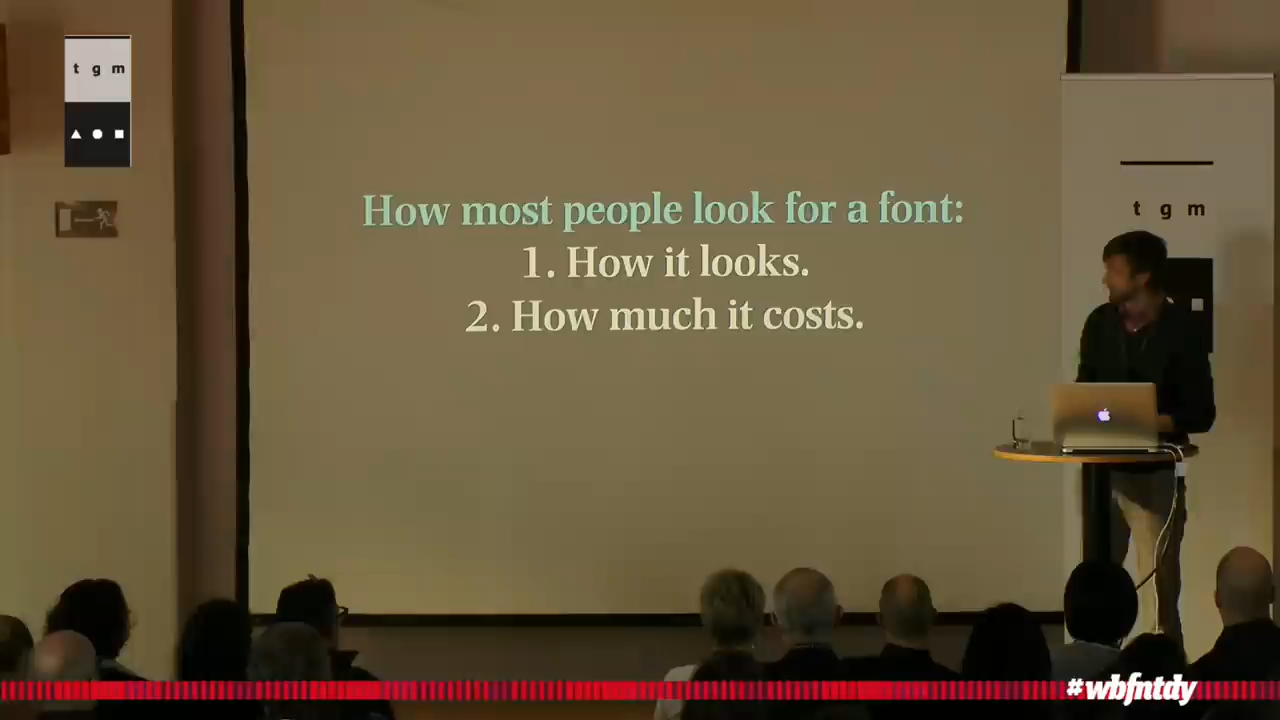 t g m
How most people look for a font:
1. How it looks.
2. How much it costs.
t g m
#wbfntdy